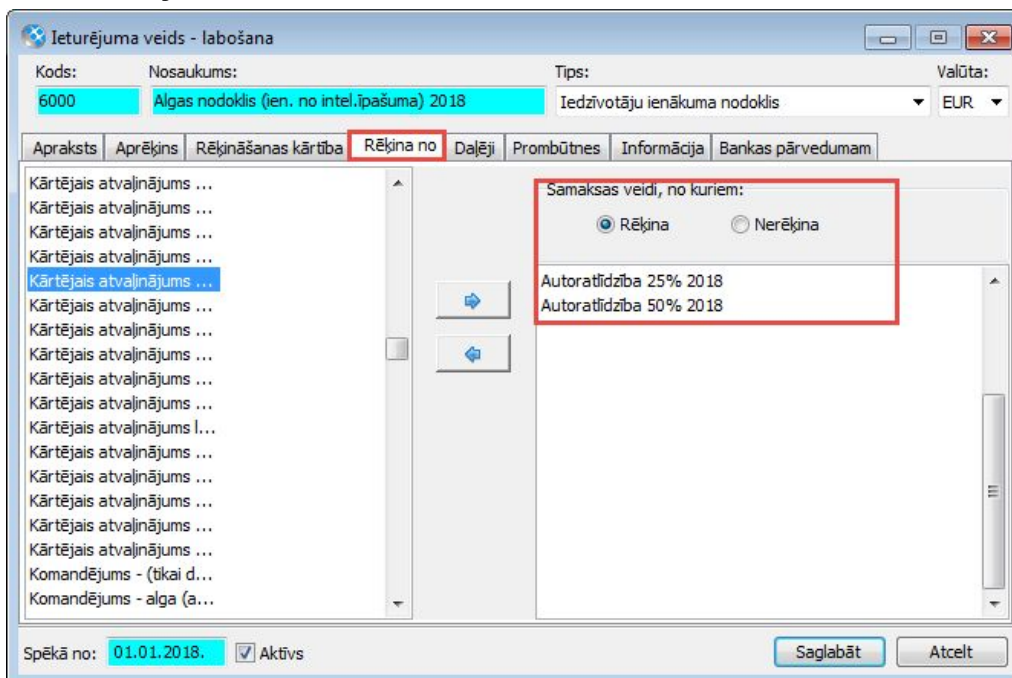 Ieturējuma veids - labošana
Kods: Nosaukums: Tips: Valūta:
6000 Algas nodoklis (ien. no intel.īpašuma) 2018 Iedzīvotāju ienākuma nodoklis EUR
Apraksts Aprēķins Rēķināšanas kārtība Rēķina no Daļēji Prombūtnes Informācija Bankas pārvedumam
Kārtējais atvaļinājums ...
Kārtējais atvaļinājums ...
Kārtējais atvaļinājums ...
Kārtējais atvaļinājums ...
Kārtējais atvaļinājums ...
Kārtējais atvaļinājums ...
Kārtējais atvaļinājums ...
Kārtējais atvaļinājums ...
Kārtējais atvaļinājums ...
Kārtējais atvaļinājums ...
Kārtējais atvaļinājums l...
Kārtējais atvaļinājums ...
Kārtējais atvaļinājums ...
Kārtējais atvaļinājums ...
Kārtējais atvaļinājums ...
Kārtējais atvaļinājums ...
Komandējums - (tikai d...
Komandējums - alga (a...
Samaksas veidi, no kuriem:
Rēķina Nerēķina
Autoratlīdzība 25% 2018
Autoratlīdzība 50% 2018
Spēkā no: 01.01.2018. Aktīvs Saglabāt Atcelt